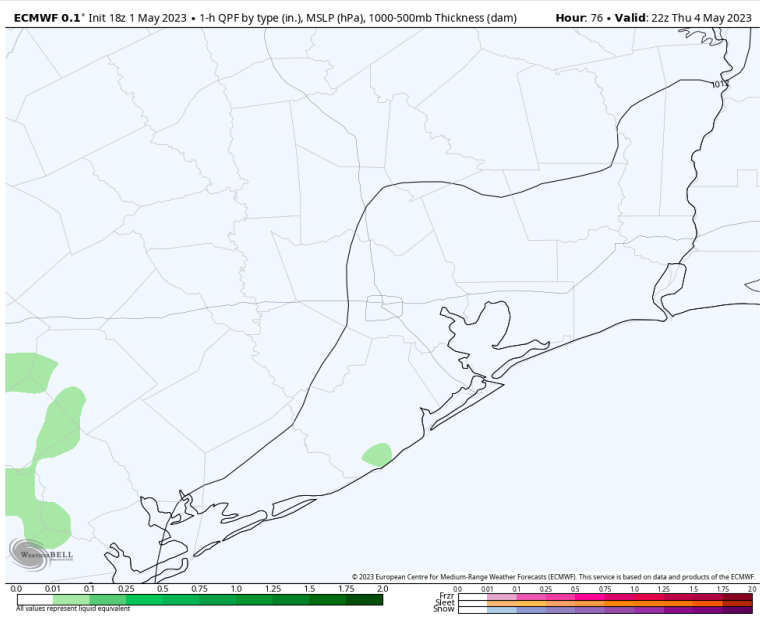 ECMWF 0.1° Init 18z 1 May 2023 • 1-h QPF by type (in.), MSLP (hPa), 1000-500mb Thickness (dam) Hour: 76 • Valid: 22z Thu 4 May 2023
WEATHERBELL
© 2023 European Centre for Medium-Range Weather Forecasts (ECMWF). This service is based on data and products of the ECMWF.
0.0 0.01 0.1 0.25 0.5 0.75 1.0 1.25 1.5 1.75 2.0
All values represent liquid equivalent
0.0 0.01 0.1 0.25 0.5 0.75 1.0 1.25 1.5 1.75 2.0
Frzr
Sleet
Snow